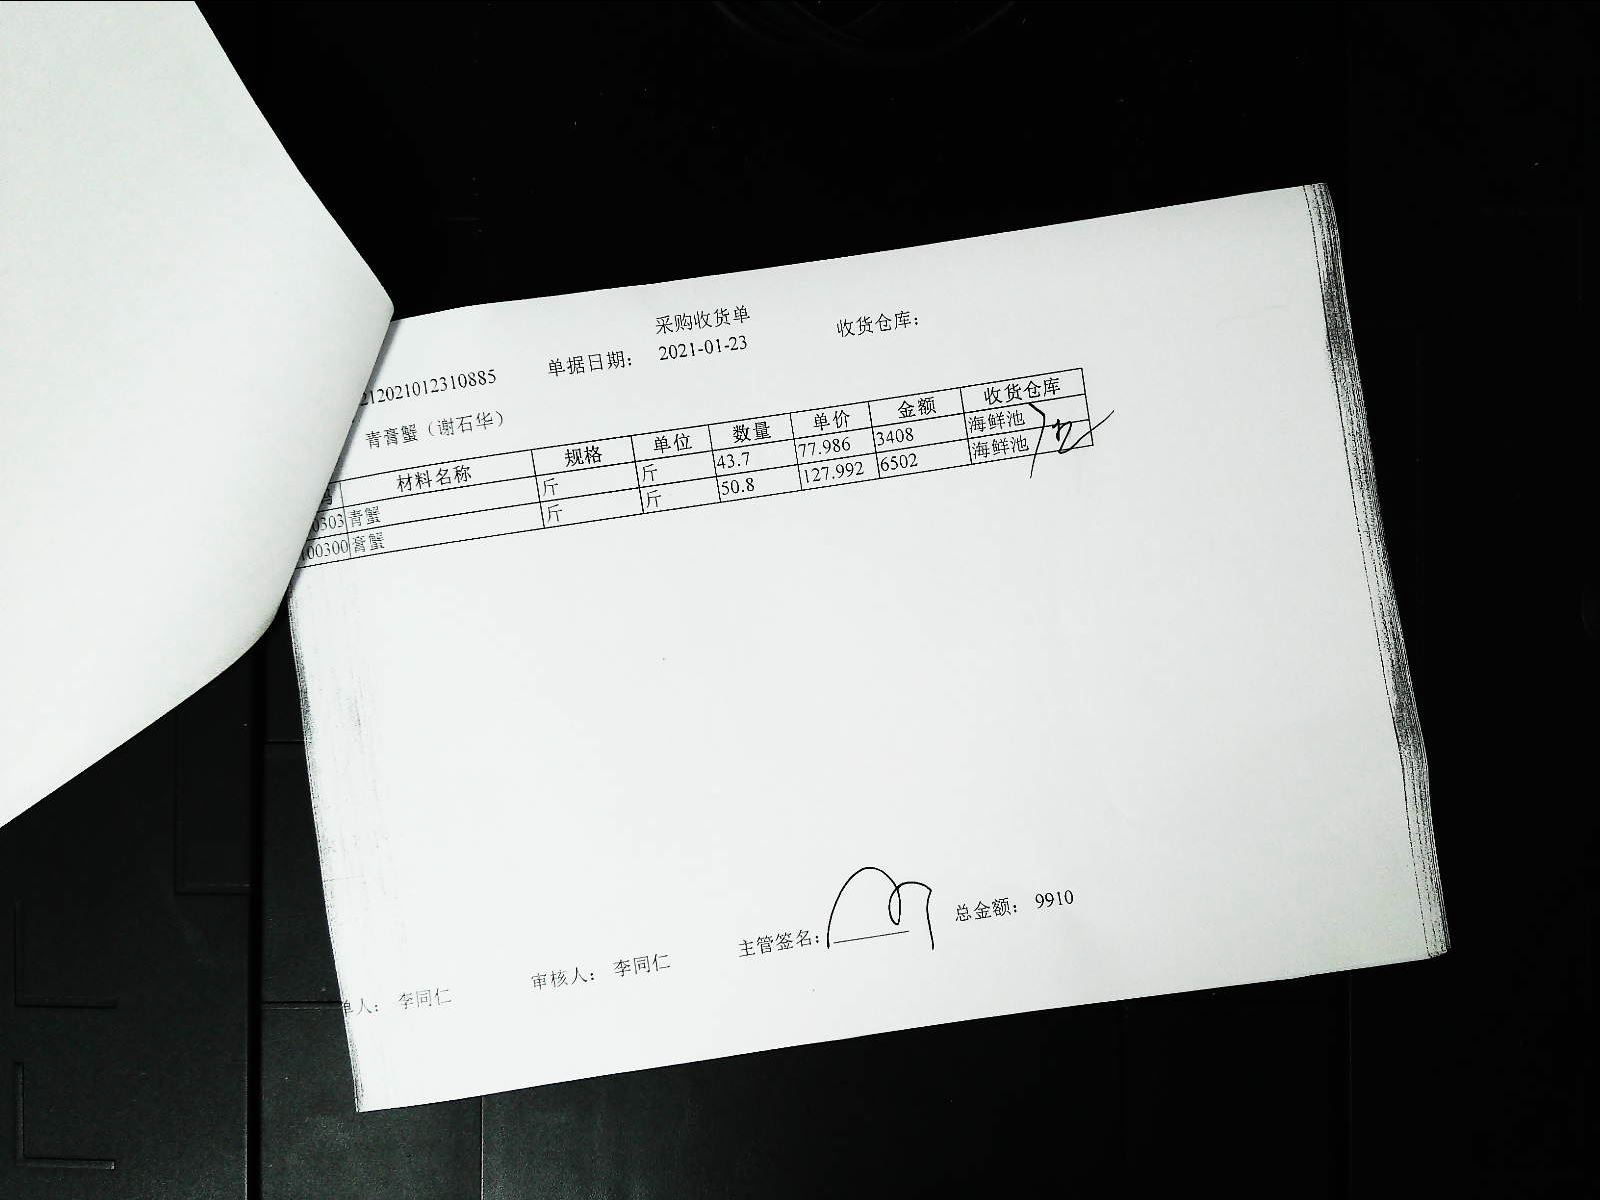 采购收货单
212021012310885 单据日期： 2021-01-23 收货仓库：
青膏蟹（谢石华）
材料名称 规格 单位 数量 单价 金额 收货仓库
0303 青蟹 斤 斤 43.7 77.986 3408 海鲜池
00300 膏蟹 斤 斤 50.8 127.992 6502 海鲜池
单人： 李同仁 审核人： 李同仁 主管签名： 总金额： 9910